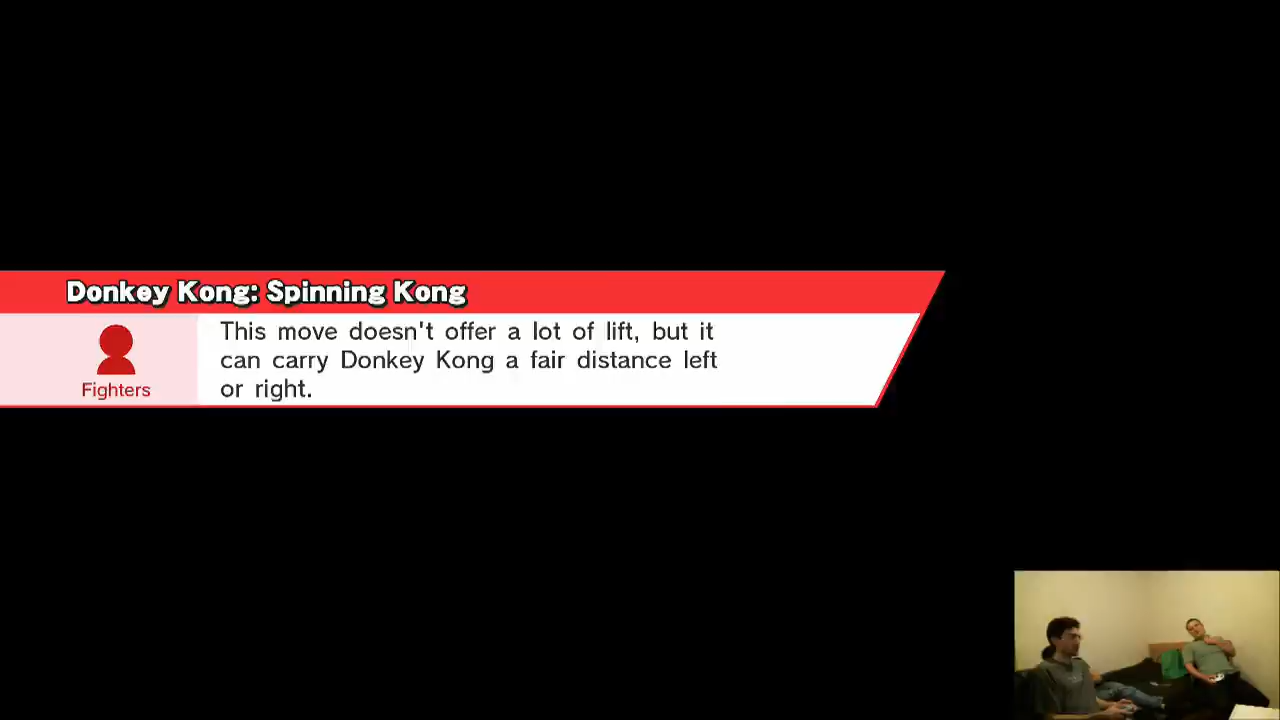 Donkey Kong: Spinning Kong
Fighters
This move doesn't offer a lot of lift, but it
can carry Donkey Kong a fair distance left
or right.